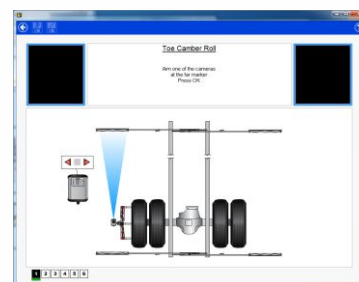 Toe Camber Roll
Aim one of the cameras
at the far marker
Press OK
1 2 3 4 5 6